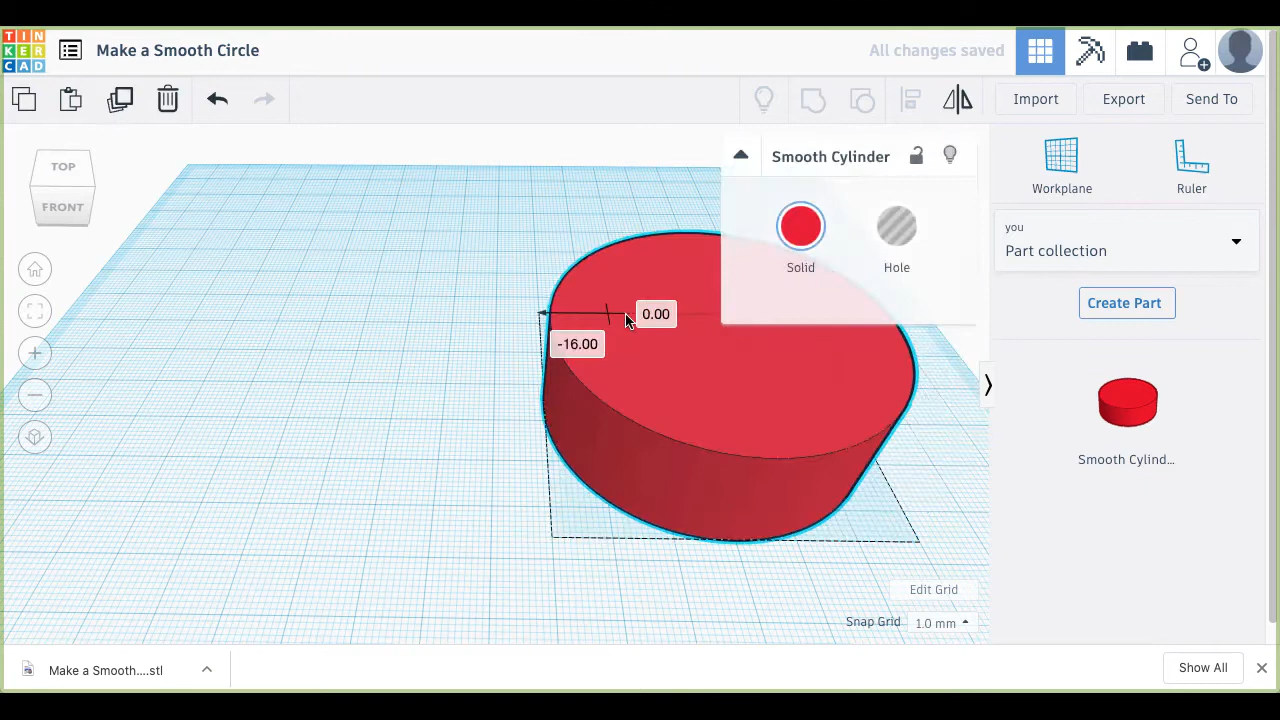 TIN
KER
CAD
Make a Smooth Circle
All changes saved
Import
Export
Send To
TOP
FRONT
Smooth Cylinder
Solid
Hole
Workplane
Ruler
you
Part collection
Create Part
Smooth Cylind...
0.00
-16.00
Edit Grid
Snap Grid
1.0 mm
Make a Smooth....stl
Show All